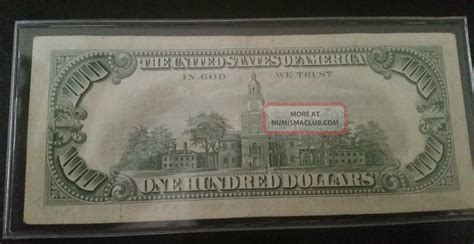 THE UNITED STATES OF AMERICA
100 100
IN GOD WE TRUST
MORE AT
NUMISMACLUB.COM
100 100
ONE HUNDRED DOLLARS